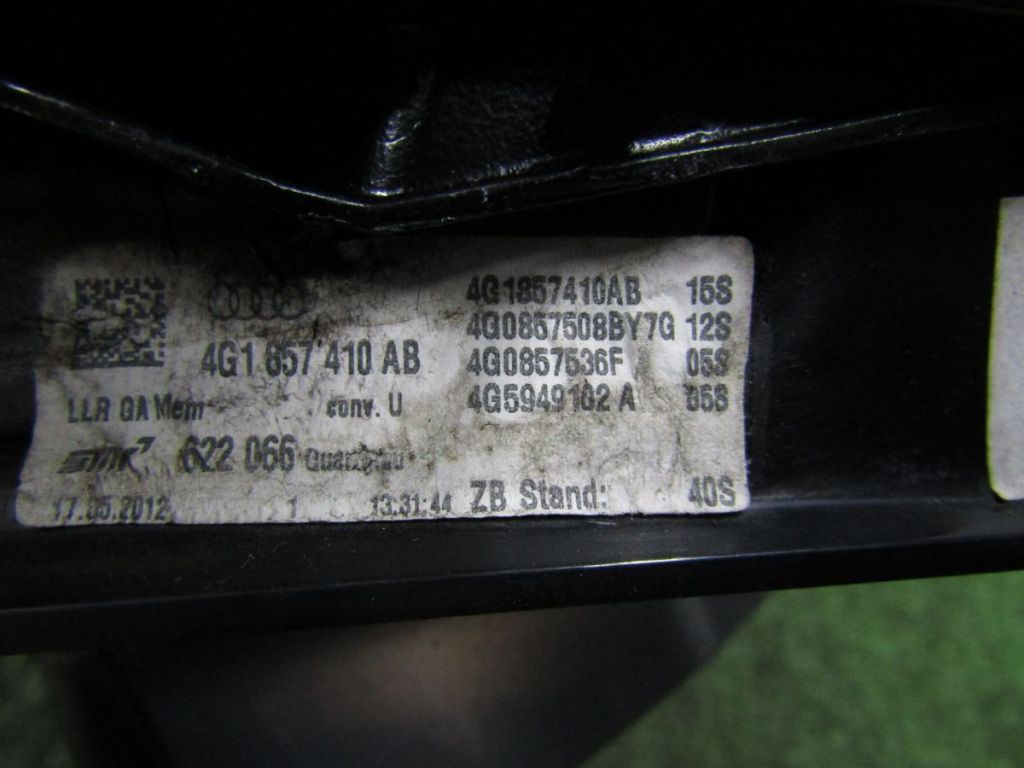 4G1 857 410 AB
LLR GA Mem conv. U
SMR 622 066
17.05.2012 1 13:31:44
4G1857410AB 15S
4G0857508BY7G 12S
4G0857536F 05S
4G5949102 A 05S
ZB Stand: 40S